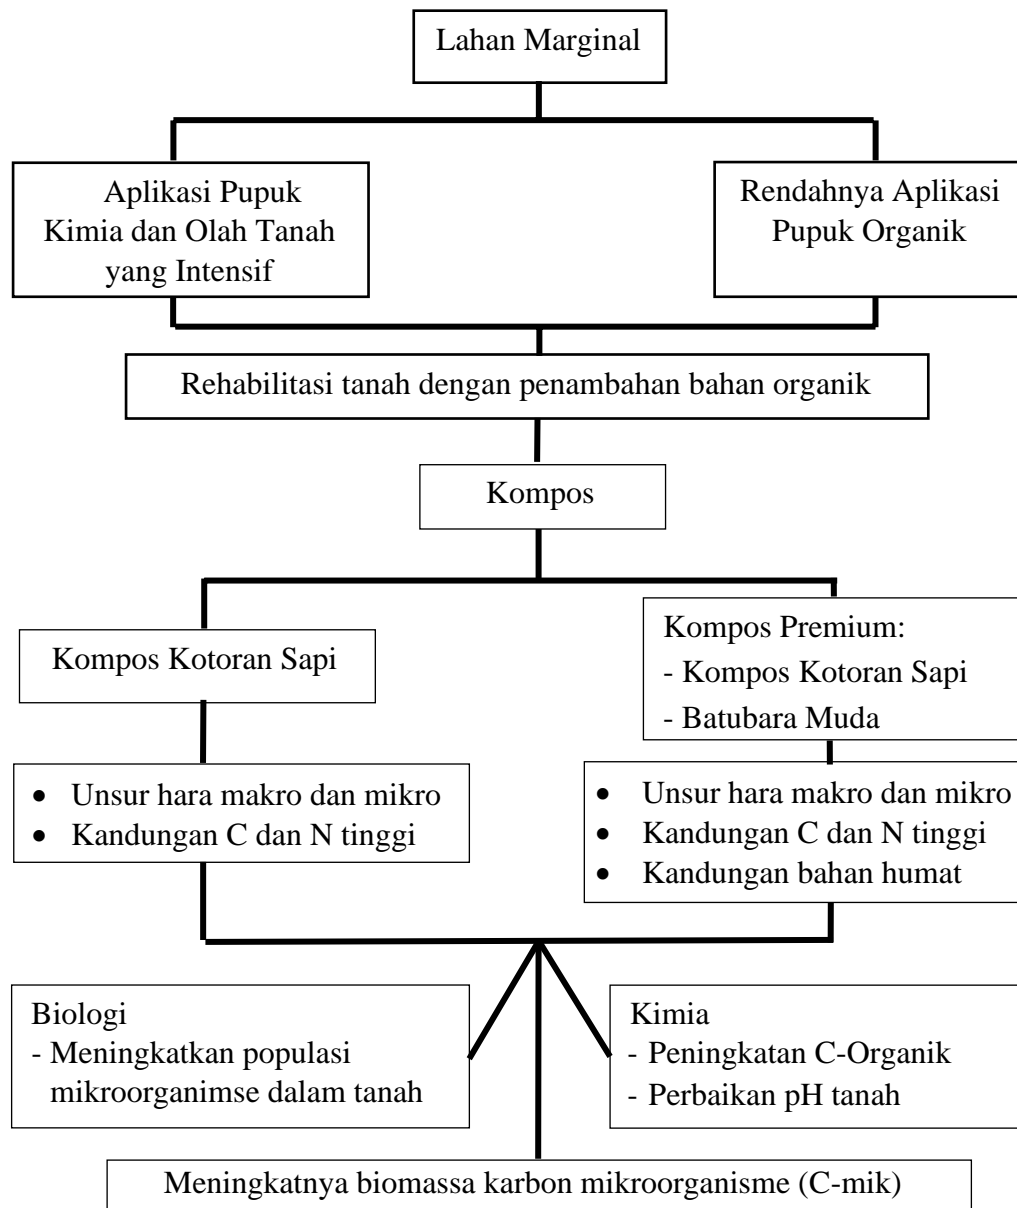 Lahan Marginal
Aplikasi Pupuk
Kimia dan Olah Tanah
yang Intensif
Rendahnya Aplikasi
Pupuk Organik
Rehabilitasi tanah dengan penambahan bahan organik
Kompos
Kompos Kotoran Sapi
Kompos Premium:
- Kompos Kotoran Sapi
- Batubara Muda
• Unsur hara makro dan mikro
• Kandungan C dan N tinggi
• Unsur hara makro dan mikro
• Kandungan C dan N tinggi
• Kandungan bahan humat
Biologi
- Meningkatkan populasi
mikroorganimse dalam tanah
Kimia
- Peningkatan C-Organik
- Perbaikan pH tanah
Meningkatnya biomassa karbon mikroorganisme (C-mik)